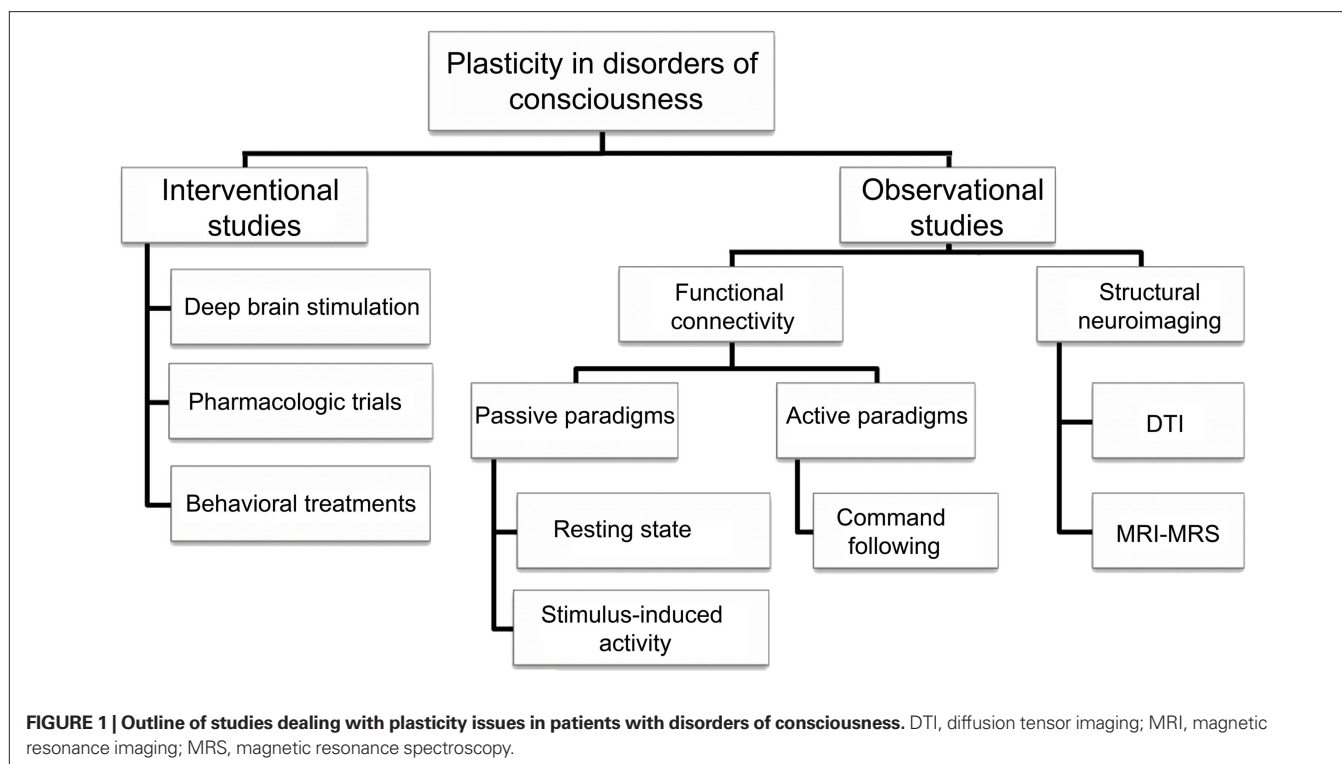 Plasticity in disorders of
consciousness
Interventional
studies
Observational
studies
Deep brain stimulation
Pharmacologic trials
Behavioral treatments
Functional
connectivity
Structural
neuroimaging
Passive paradigms
Active paradigms
Resting state
Stimulus-induced
activity
Command
following
DTI
MRI-MRS
FIGURE 1 | Outline of studies dealing with plasticity issues in patients with disorders of consciousness. DTI, diffusion tensor imaging; MRI, magnetic
resonance imaging; MRS, magnetic resonance spectroscopy.